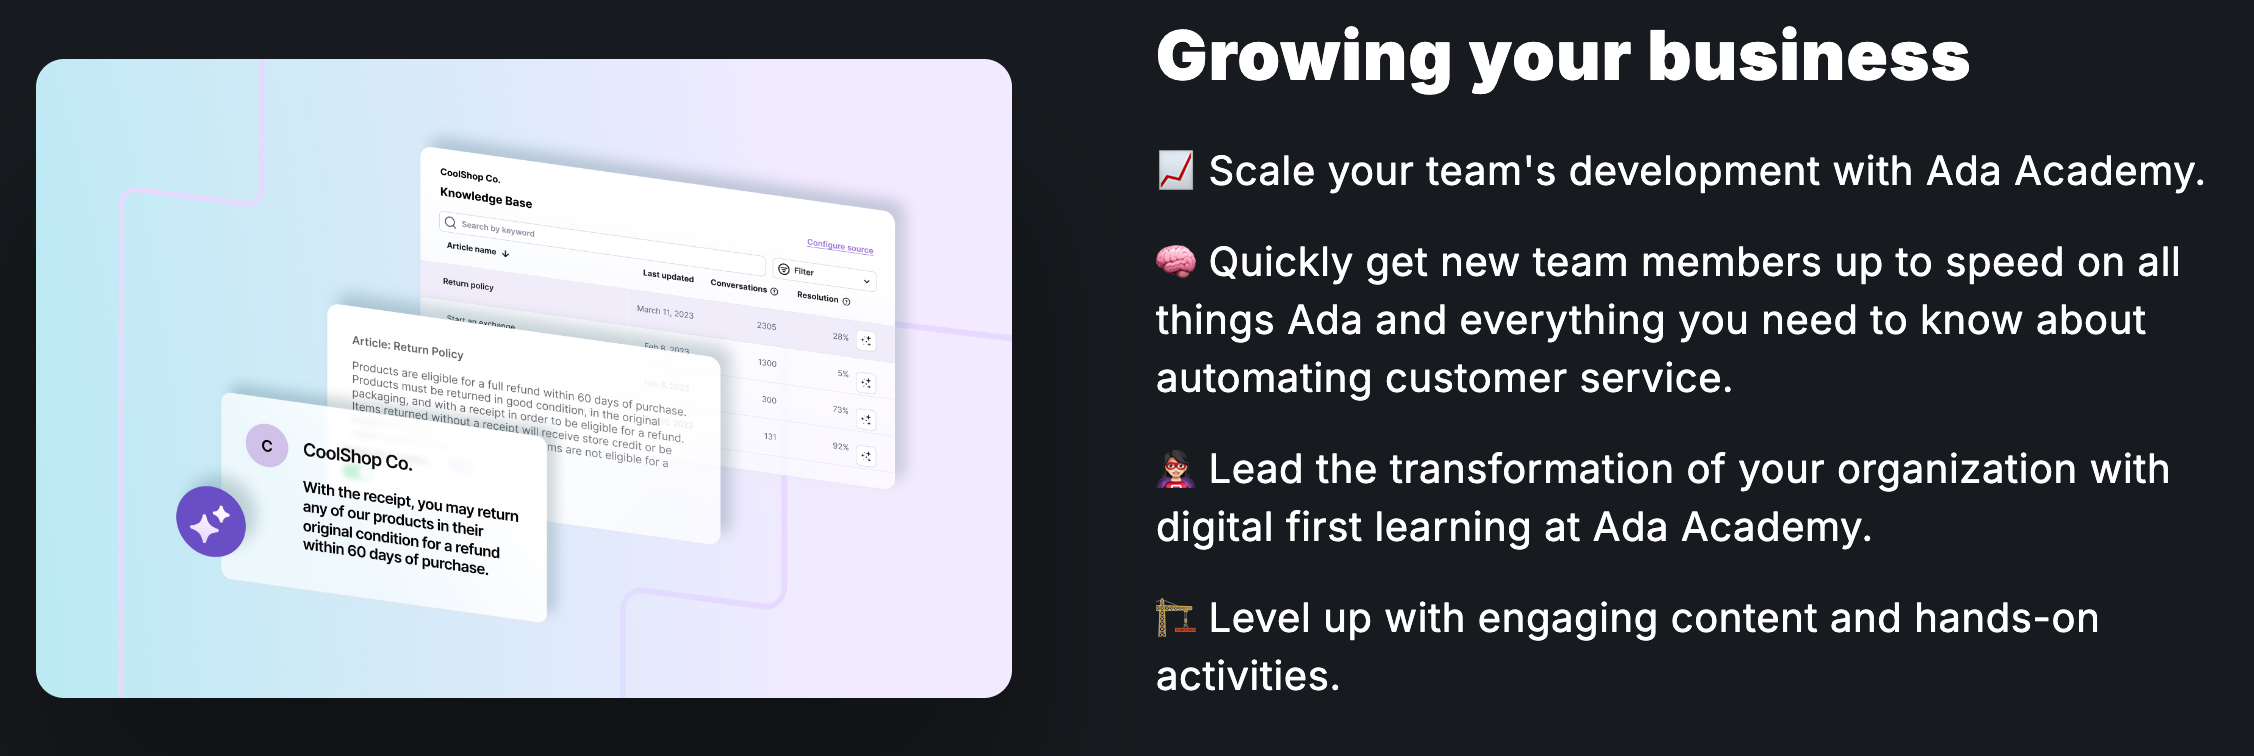 Growing your business
📈 Scale your team's development with Ada Academy.
🧠 Quickly get new team members up to speed on all
things Ada and everything you need to know about
automating customer service.
🦸🏻 Lead the transformation of your organization with
digital first learning at Ada Academy.
🏗️ Level up with engaging content and hands-on
activities.
CoolShop Co.
Knowledge Base
Search by keyword
Configure source
Filter
Article name ↓
Last updated
Conversations
Resolution
Return policy
March 11, 2023
2305
28%
Start an exchange
Feb 8, 2023
1300
5%
Feb 8, 2023
300
73%
2023
131
92%
Article: Return Policy
Products are eligible for a full refund within 60 days of purchase.
Products must be returned in good condition, in the original
packaging, and with a receipt in order to be eligible for a refund.
Items returned without a receipt will receive store credit or be
ms are not eligible for a
C
CoolShop Co.
With the receipt, you may return
any of our products in their
original condition for a refund
within 60 days of purchase.